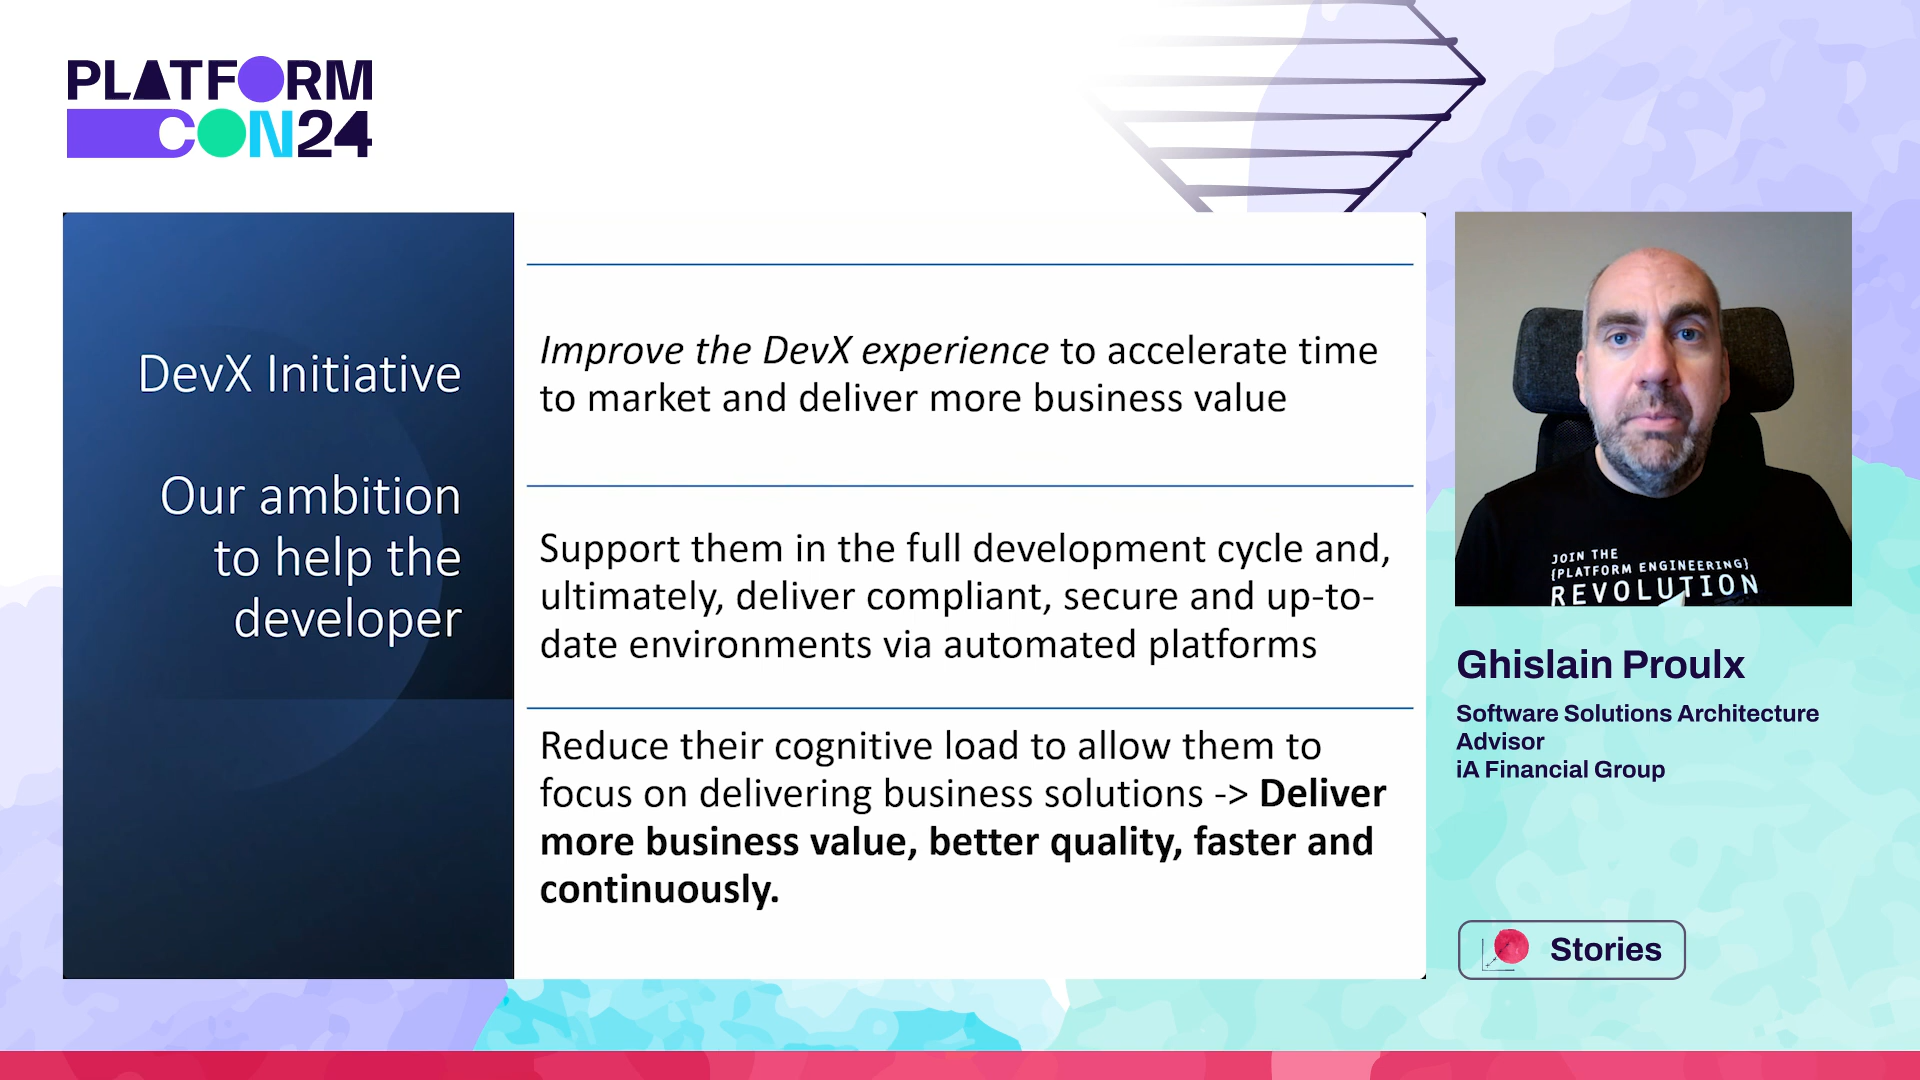 PLATFORM
CON24
DevX Initiative
Our ambition
to help the
developer
Improve the DevX experience to accelerate time
to market and deliver more business value
Support them in the full development cycle and,
ultimately, deliver compliant, secure and up-to-
date environments via automated platforms
Reduce their cognitive load to allow them to
focus on delivering business solutions -> Deliver
more business value, better quality, faster and
continuously.
JOIN THE
{PLATFORM ENGINEERING}
REVOLUTION
Ghislain Proulx
Software Solutions Architecture
Advisor
iA Financial Group
Stories